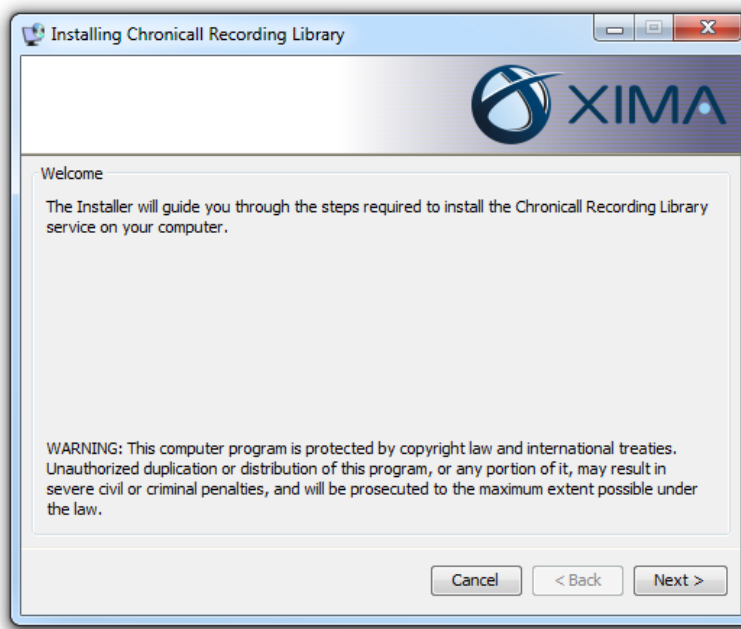 Installing Chronicall Recording Library
XIMA
Welcome
The Installer will guide you through the steps required to install the Chronicall Recording Library
service on your computer.
WARNING: This computer program is protected by copyright law and international treaties.
Unauthorized duplication or distribution of this program, or any portion of it, may result in
severe civil or criminal penalties, and will be prosecuted to the maximum extent possible under
the law.
Cancel < Back Next >